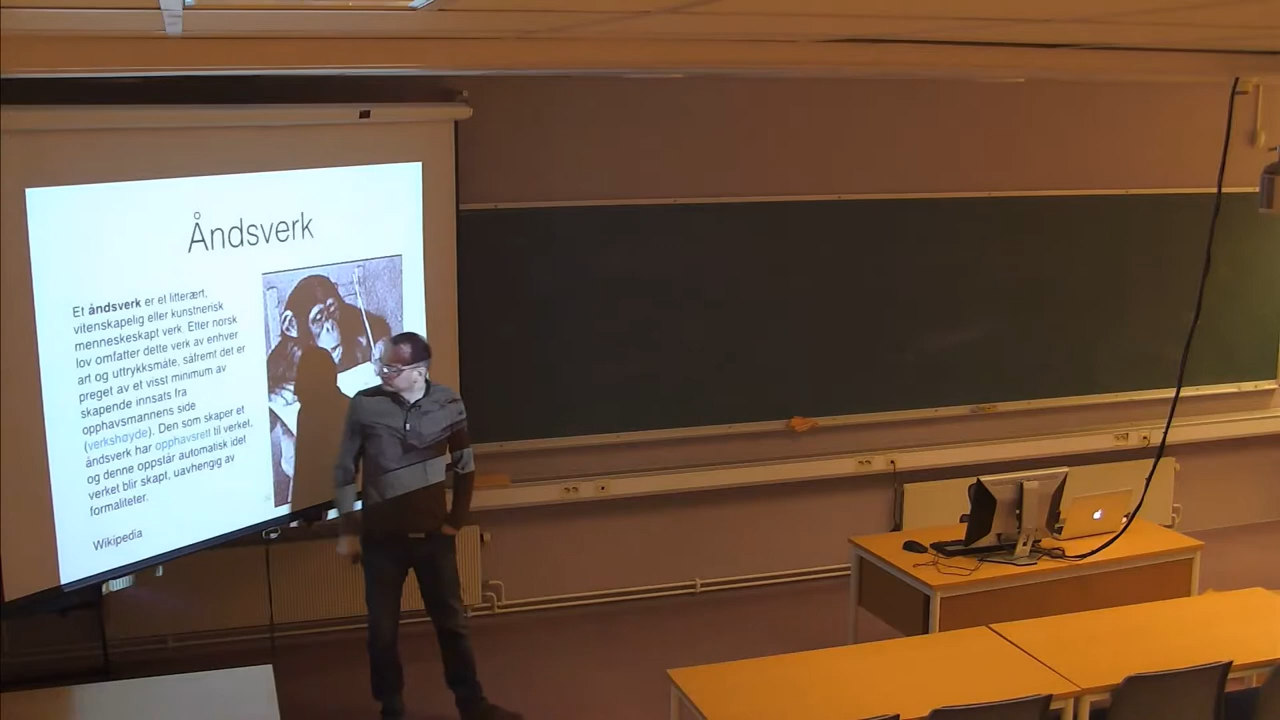 Åndsverk
Et åndsverk er et litterært,
vitenskapelig eller kunstnerisk
menneskeskapt verk. Etter norsk
lov omfatter dette verk av enhver
art og uttrykksmåte, såfremt det er
preget av et visst minimum av
skapende innsats fra
opphavsmannens side
(verkshøyde). Den som skaper et
åndsverk har opphavsrett til verket,
og denne oppstår automatisk idet
verket blir skapt, uavhengig av
formaliteter.
Wikipedia